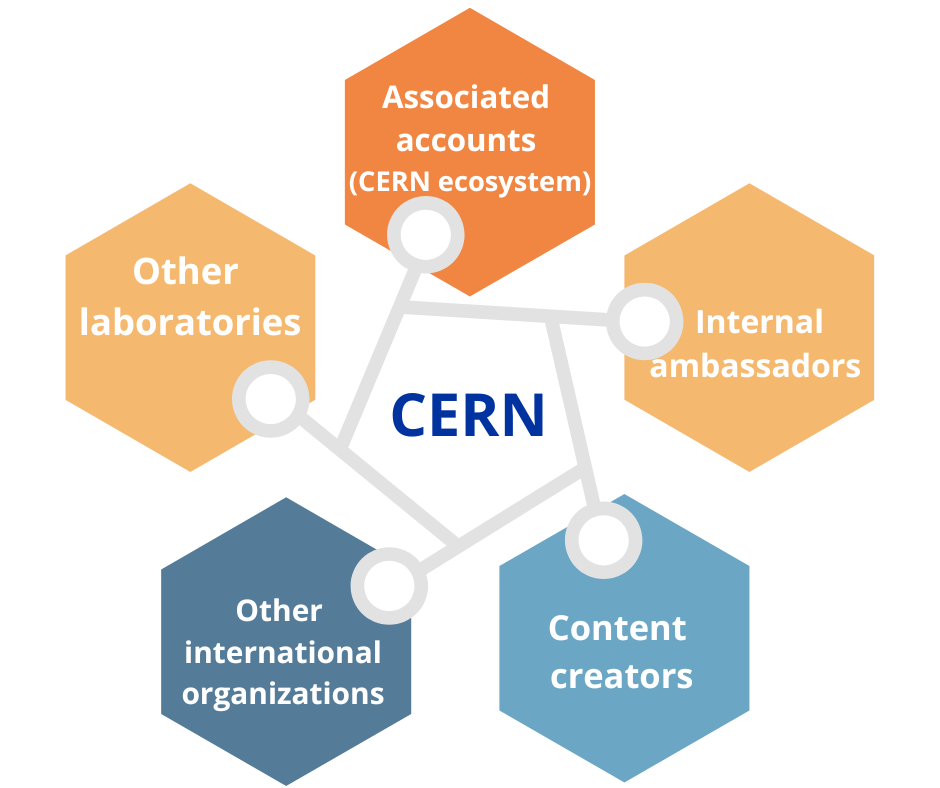 Associated
accounts
(CERN ecosystem)
Other
laboratories
Internal
ambassadors
CERN
Other
international
organizations
Content
creators